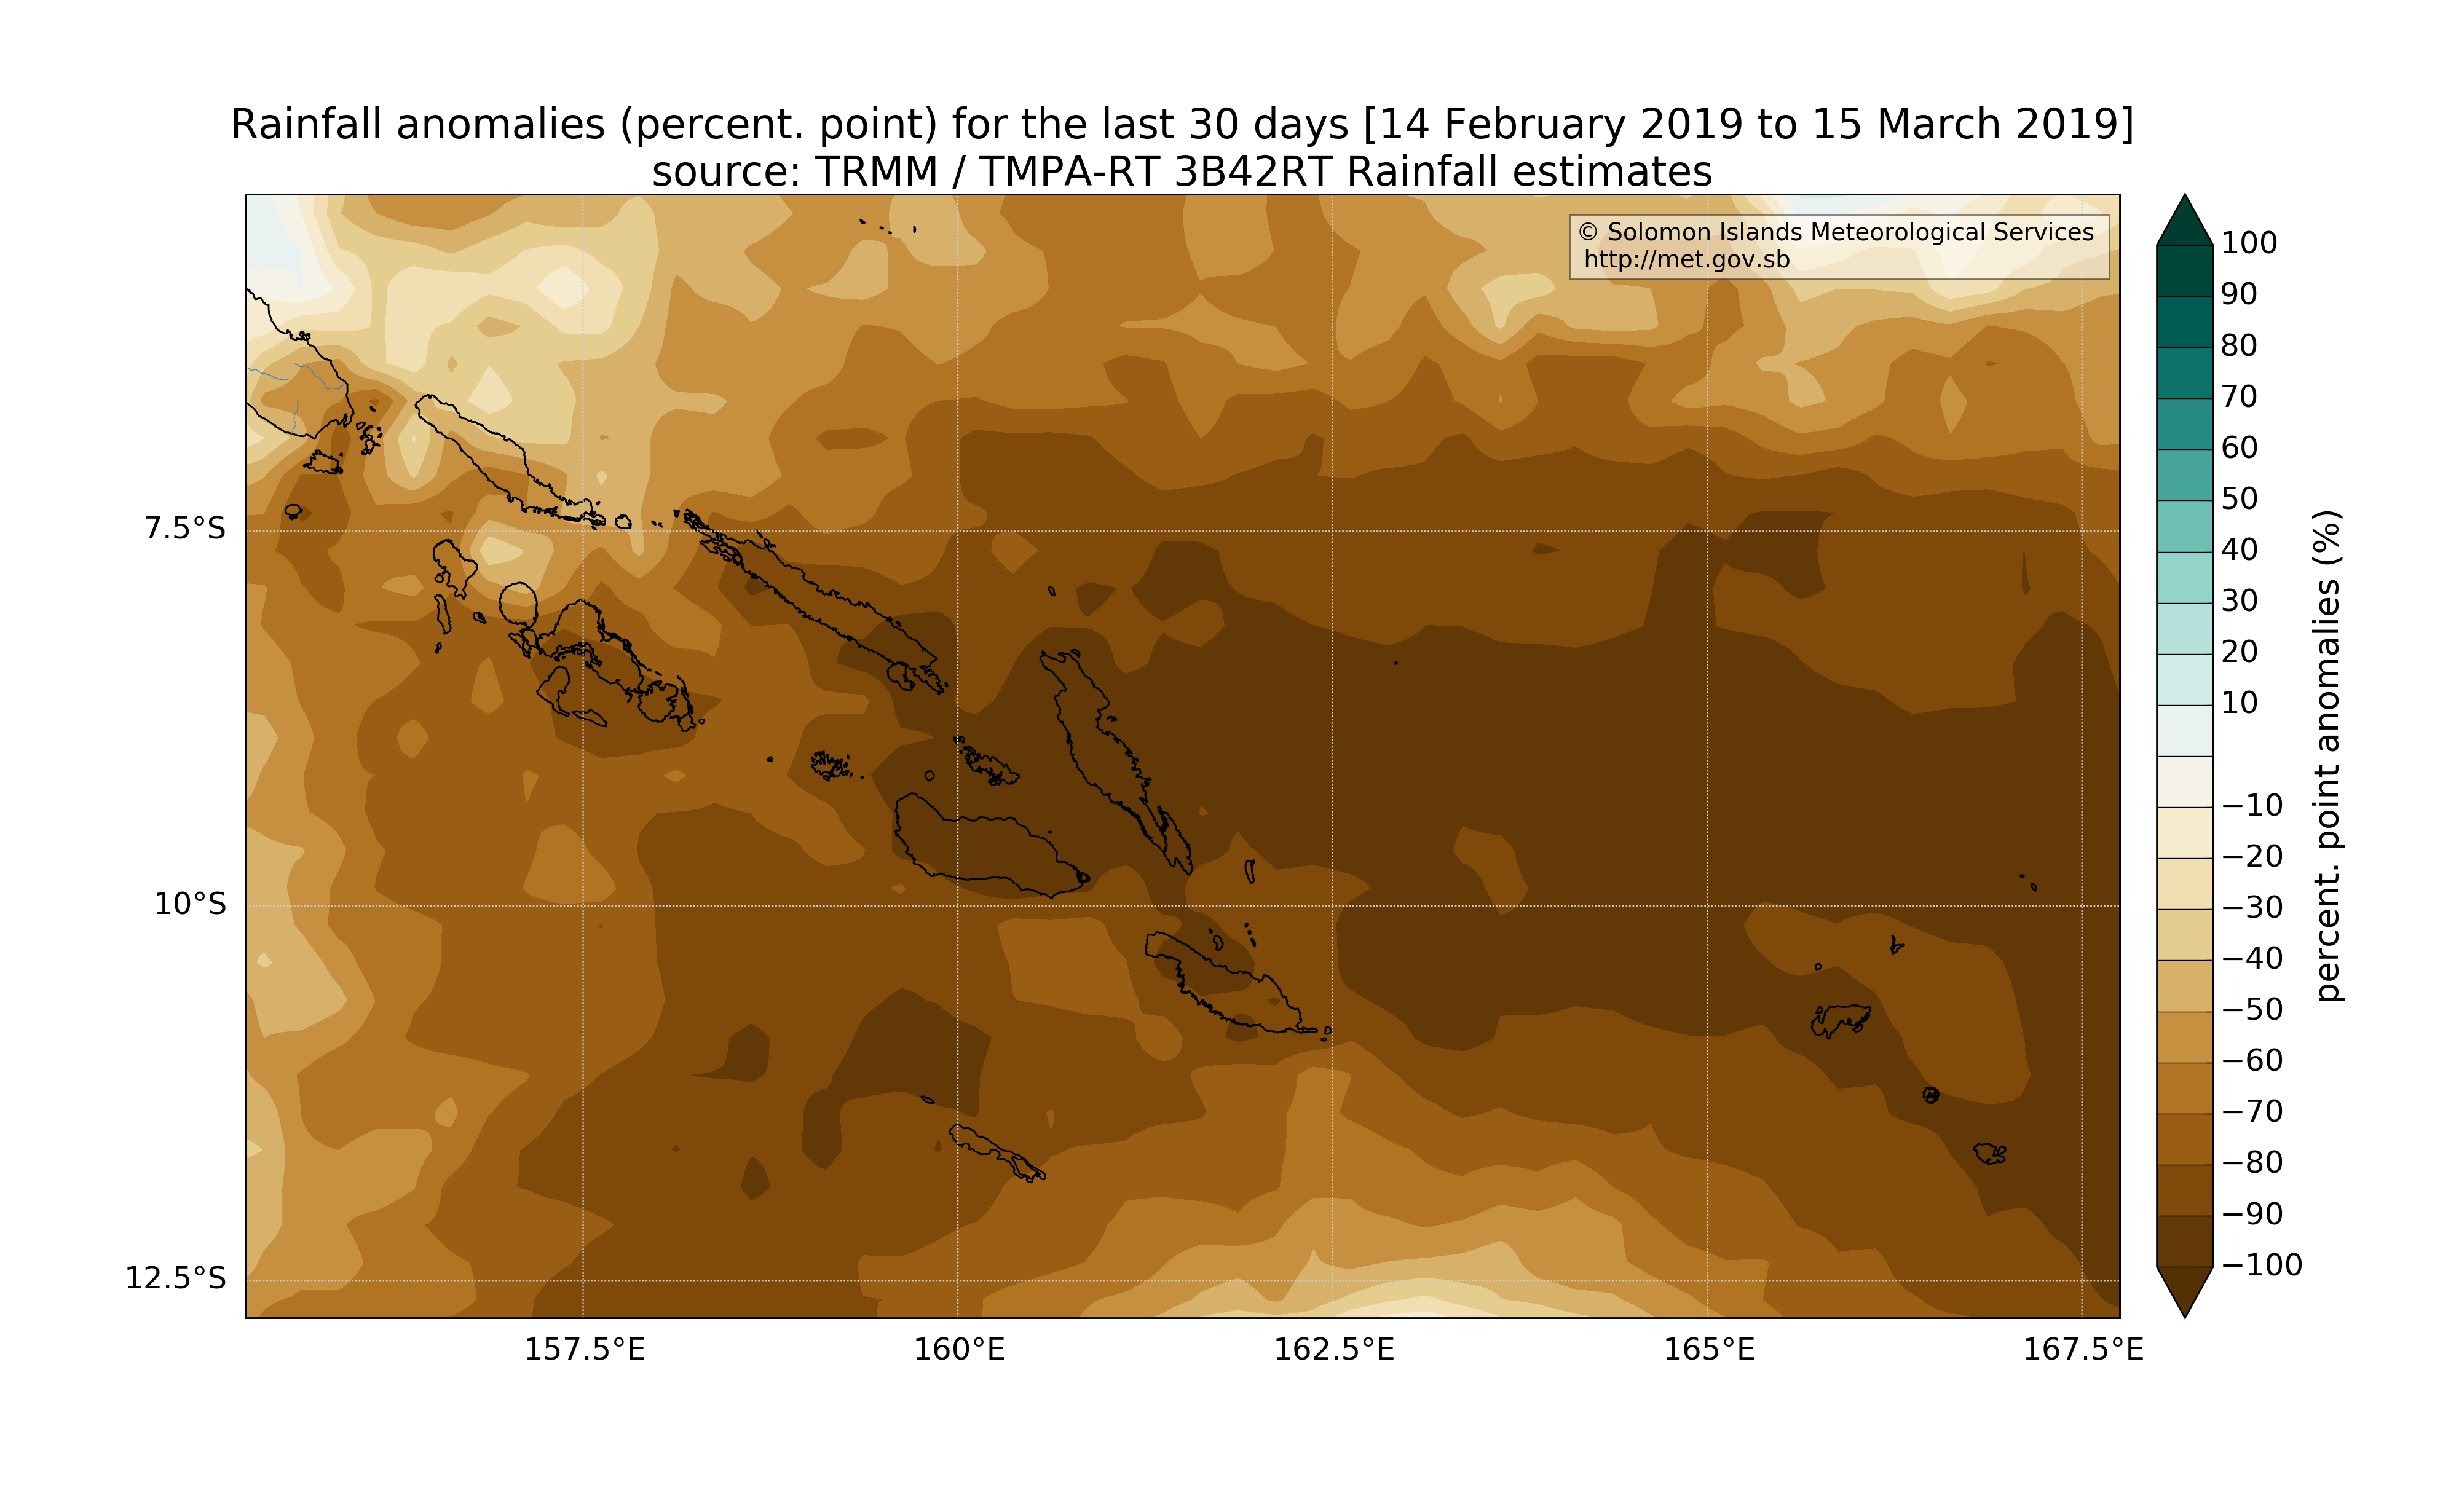 Rainfall anomalies (percent. point) for the last 30 days [14 February 2019 to 15 March 2019]
source: TRMM / TMPA-RT 3B42RT Rainfall estimates
© Solomon Islands Meteorological Services
http://met.gov.sb
7.5°S
10°S
12.5°S
157.5°E
160°E
162.5°E
165°E
167.5°E
100
90
80
70
60
50
40
30
20
10
−10
−20
−30
−40
−50
−60
−70
−80
−90
−100
percent. point anomalies (%)